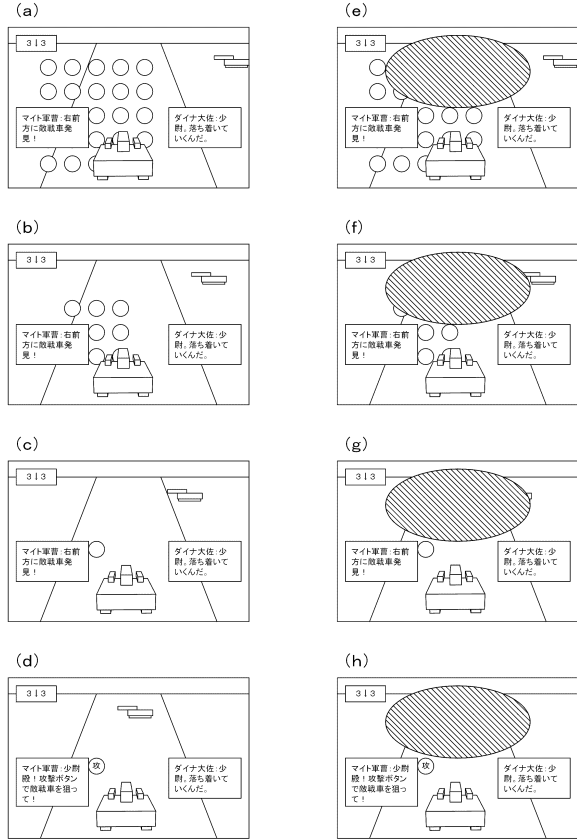 (a)
3⇃3
マイト軍曹:右前
方に敵戦車発
見!
ダイナ大佐:少
尉。落ち着いて
いくんだ。
(b)
3⇃3
マイト軍曹:右前
方に敵戦車発
見!
ダイナ大佐:少
尉。落ち着いて
いくんだ。
(c)
3⇃3
マイト軍曹:右前
方に敵戦車発
見!
ダイナ大佐:少
尉。落ち着いて
いくんだ。
(d)
3⇃3
攻
マイト軍曹:少尉
殿!攻撃ボタン
で敵戦車を狙っ
て!
ダイナ大佐:少
尉。落ち着いて
いくんだ。
(e)
3⇃3
マイト軍曹:右前
方に敵戦車発
見!
ダイナ大佐:少
尉。落ち着いて
いくんだ。
(f)
3⇃3
マイト軍曹:右前
方に敵戦車発
見!
ダイナ大佐:少
尉。落ち着いて
いくんだ。
(g)
3⇃3
マイト軍曹:右前
方に敵戦車発
見!
ダイナ大佐:少
尉。落ち着いて
いくんだ。
(h)
3⇃3
攻
マイト軍曹:少尉
殿!攻撃ボタン
で敵戦車を狙っ
て!
ダイナ大佐:少
尉。落ち着いて
いくんだ。